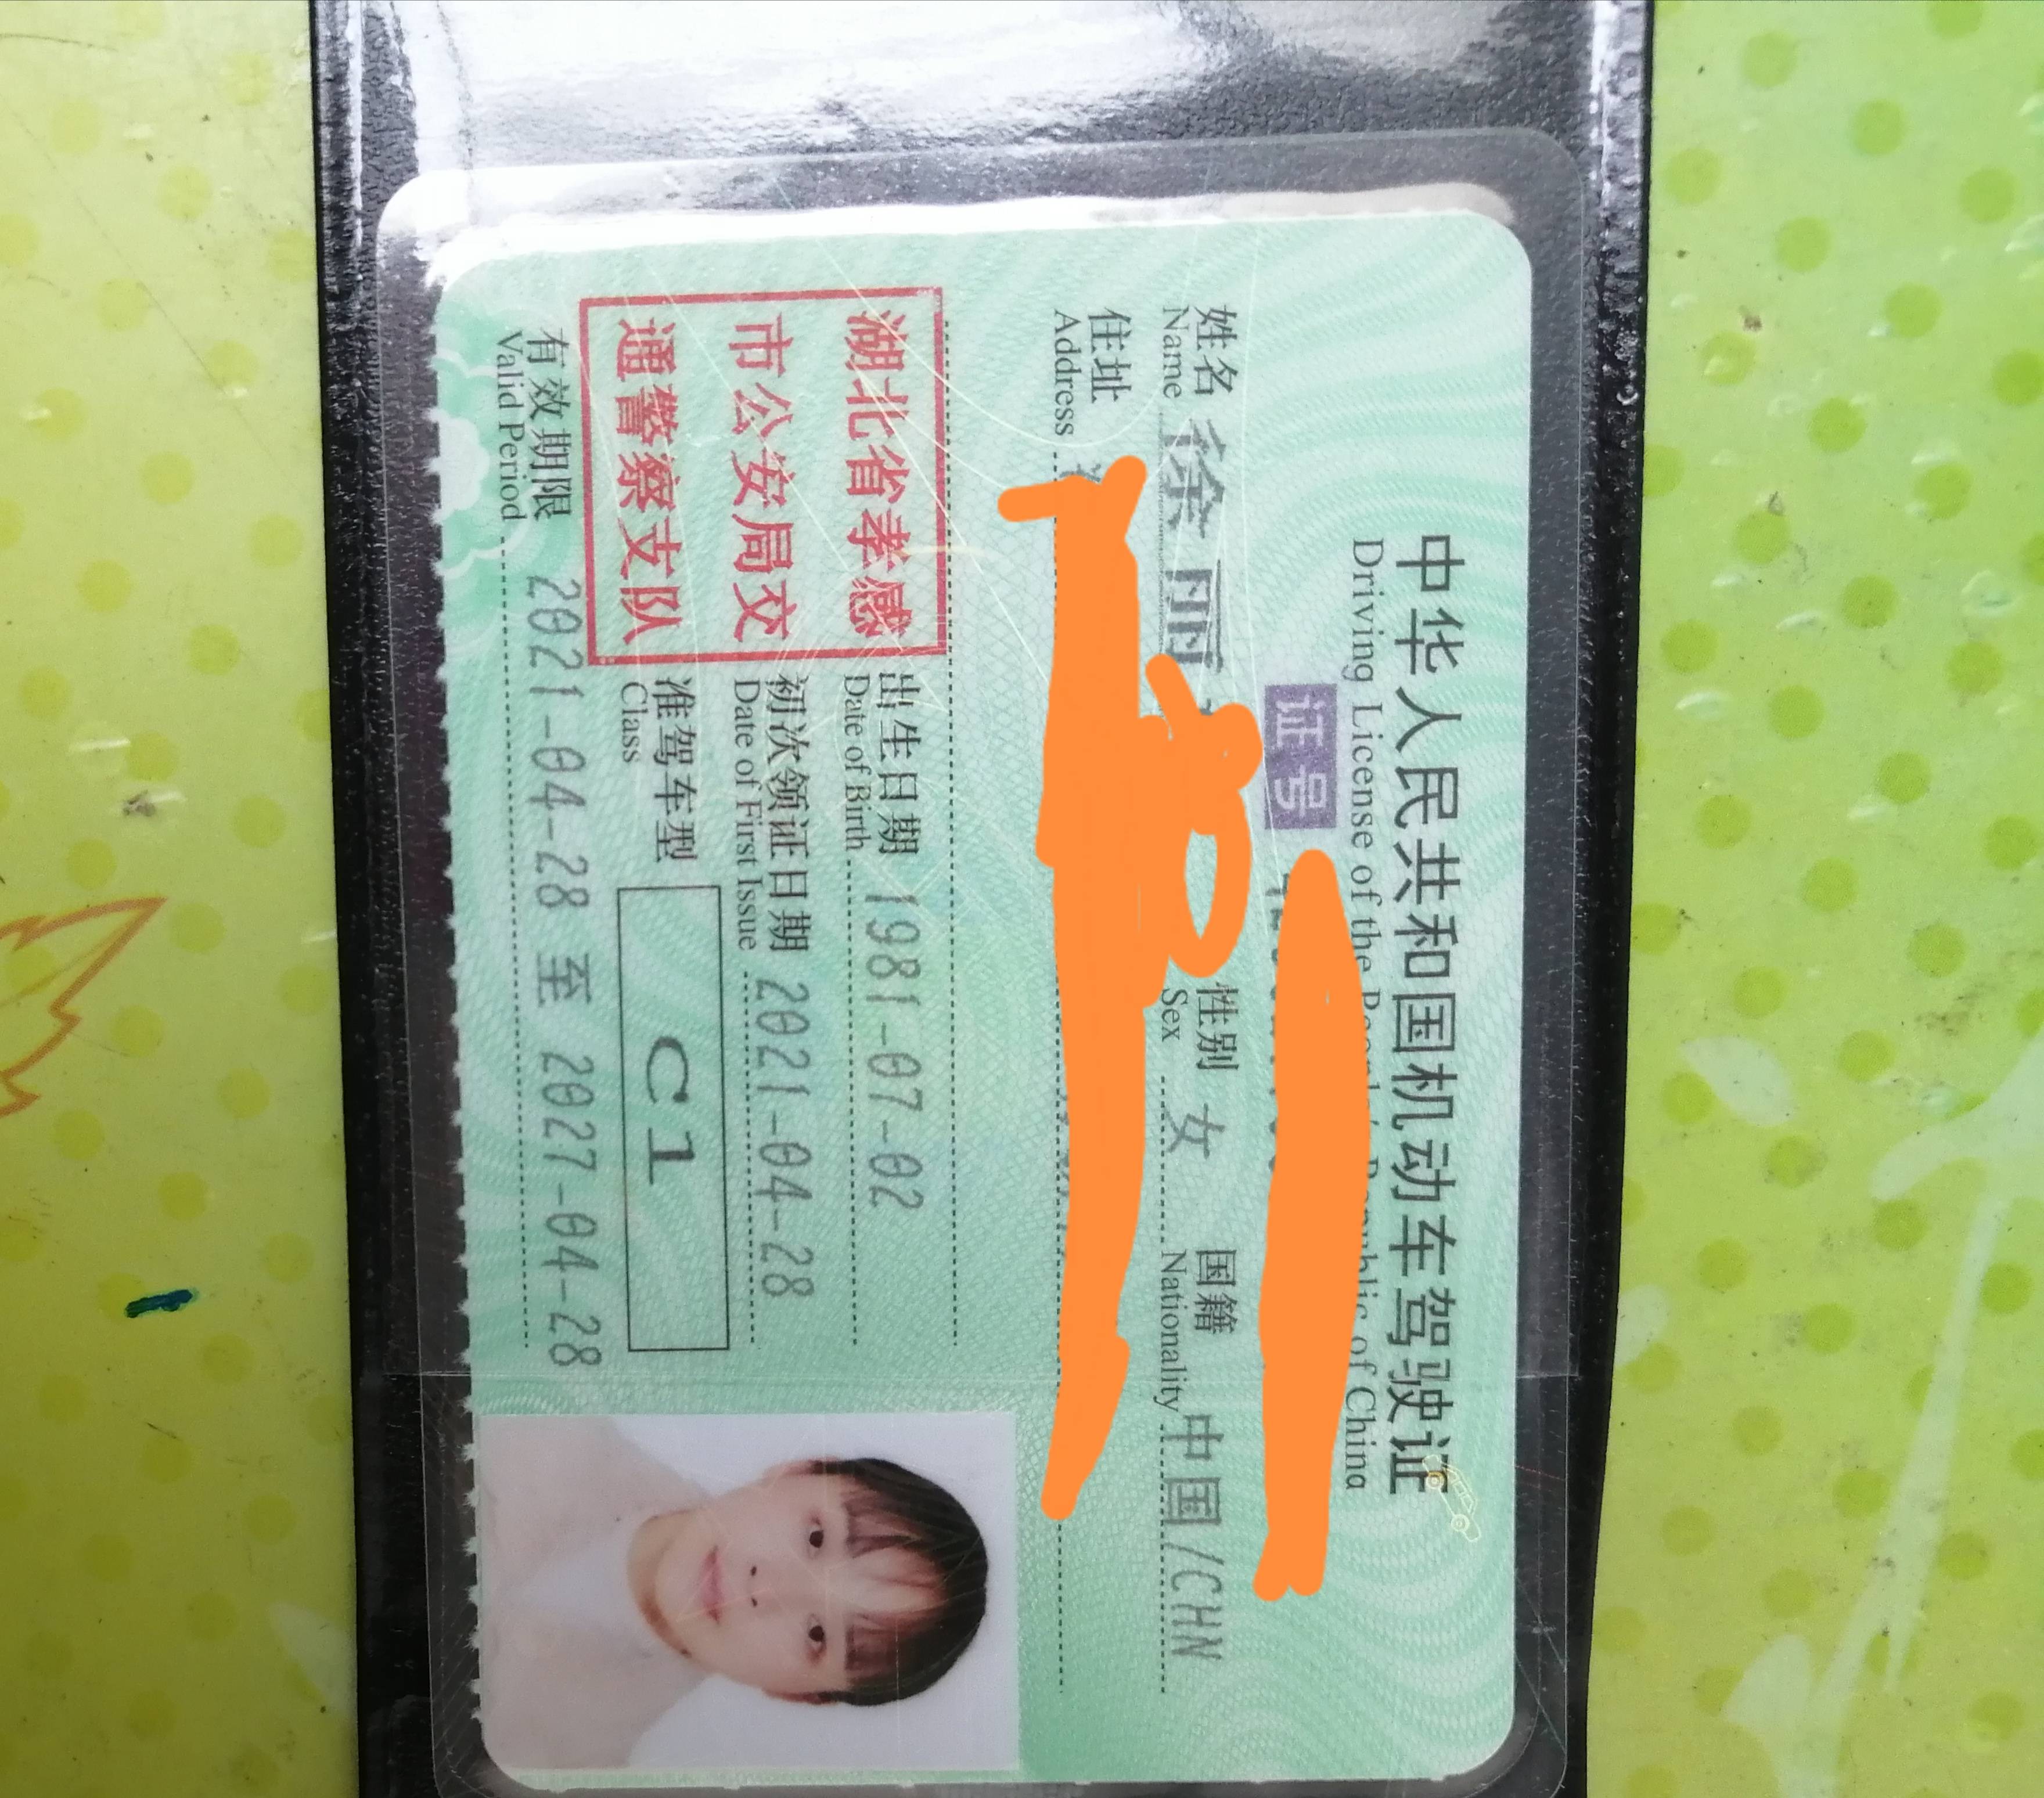 中华人民共和国机动车驾驶证
Driving License of the People's Republic of China
证号
姓名 徐丽 性别 女 国籍 中国/CHN
Name Sex Nationality
住址
Address
湖北省孝感
市公安局交
通警察支队
出生日期 1981-07-02
Date of Birth
初次领证日期 2021-04-28
Date of First Issue
准驾车型 C1
Class
有效期限 2021-04-28 至 2027-04-28
Valid Period